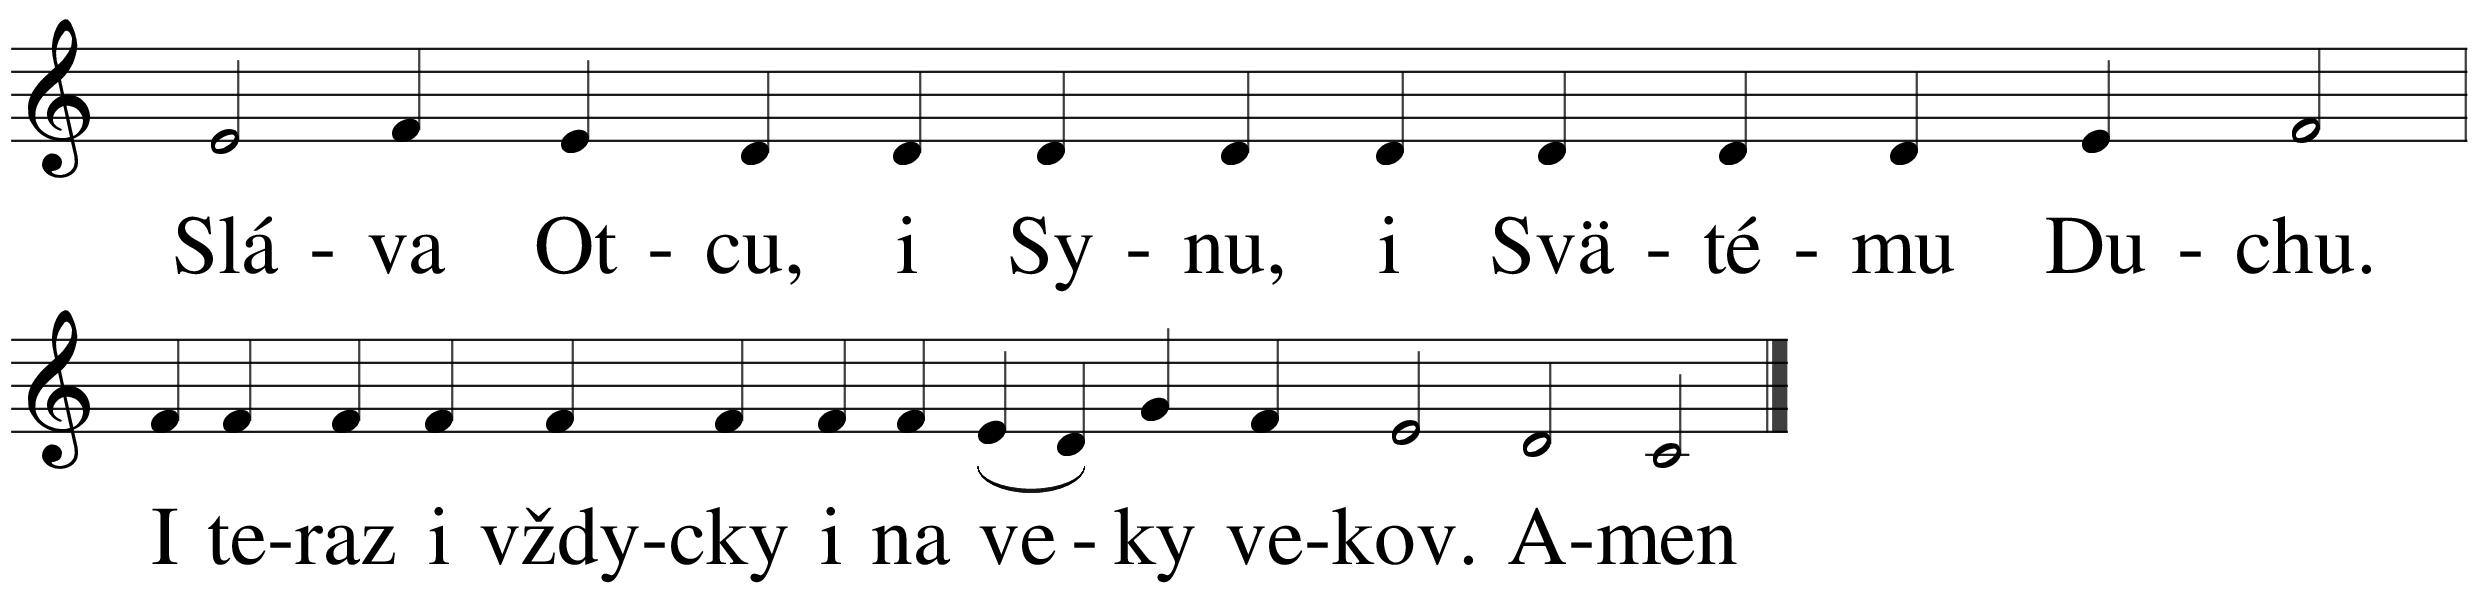 Slá - va Ot - cu, i Sy - nu, i Svä - té - mu Du - chu.
I te-raz i vždy-cky i na ve - ky ve-kov. A-men